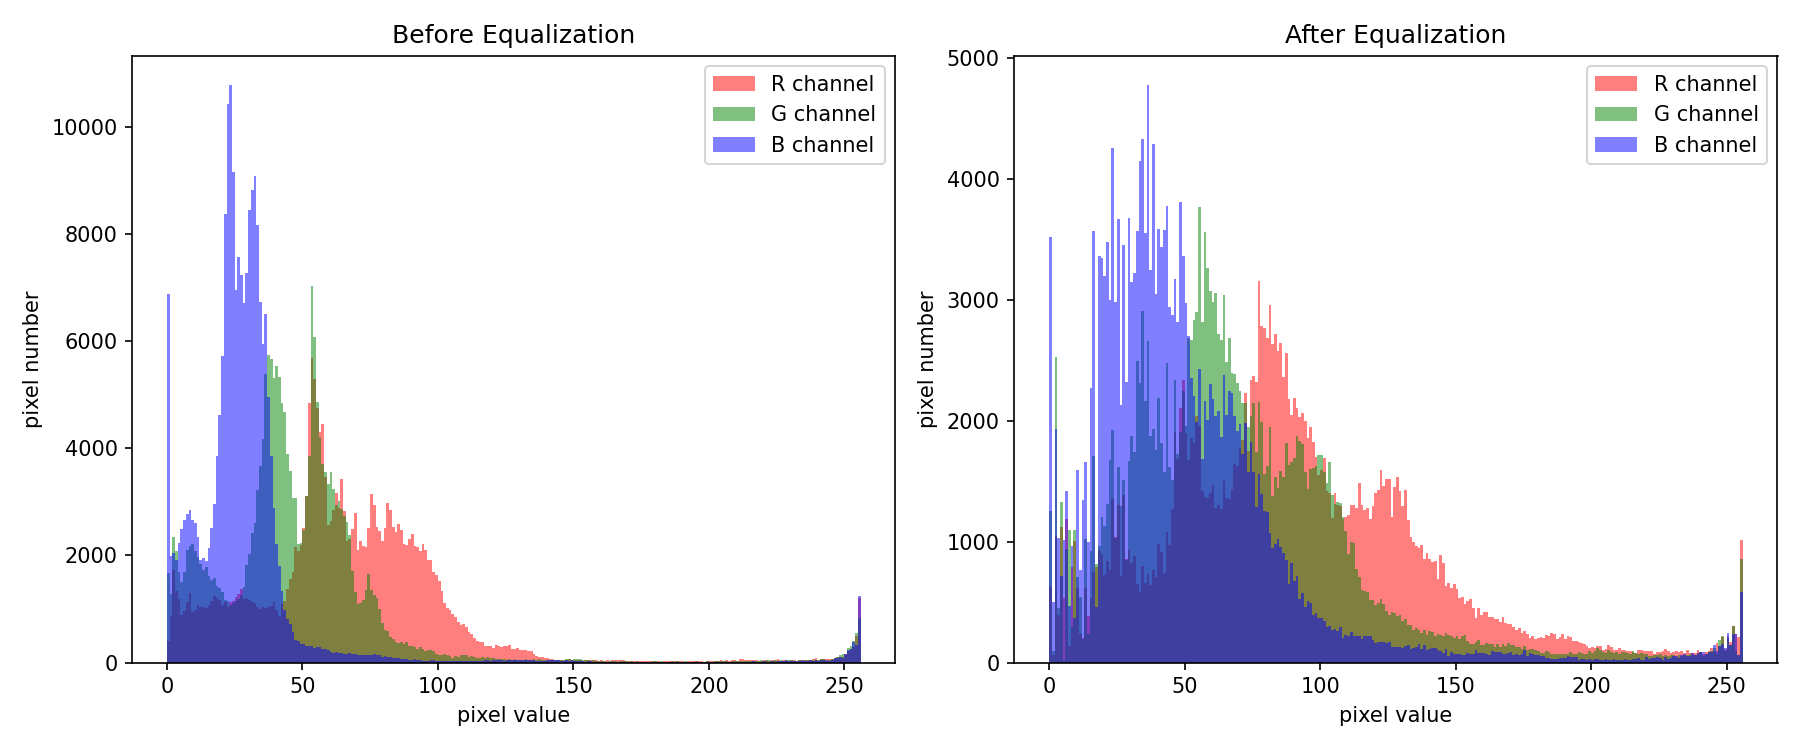 Before Equalization
R channel
G channel
B channel
10000
8000
6000
4000
2000
0
pixel number
0 50 100 150 200 250
pixel value
After Equalization
R channel
G channel
B channel
5000
4000
3000
2000
1000
0
pixel number
0 50 100 150 200 250
pixel value